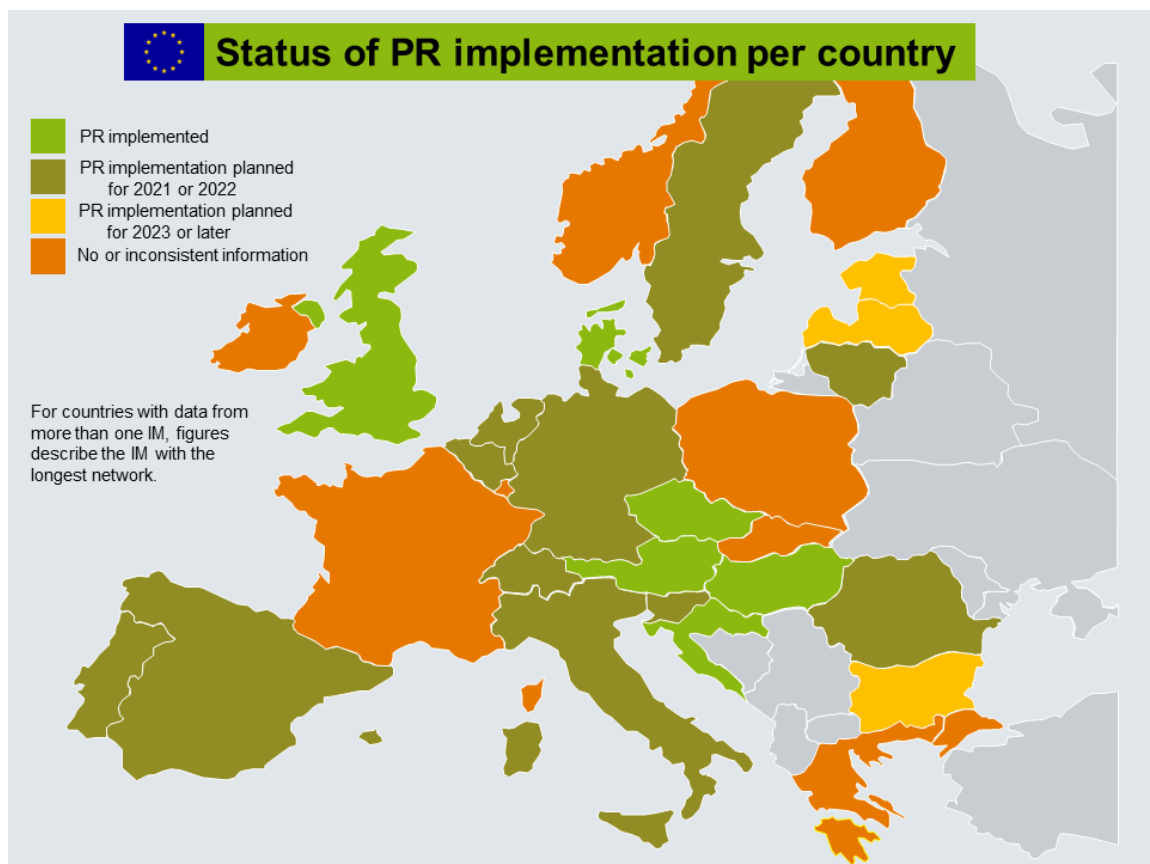 Status of PR implementation per country
PR implemented
PR implementation planned
for 2021 or 2022
PR implementation planned
for 2023 or later
No or inconsistent information
For countries with data from
more than one IM, figures
describe the IM with the
longest network.